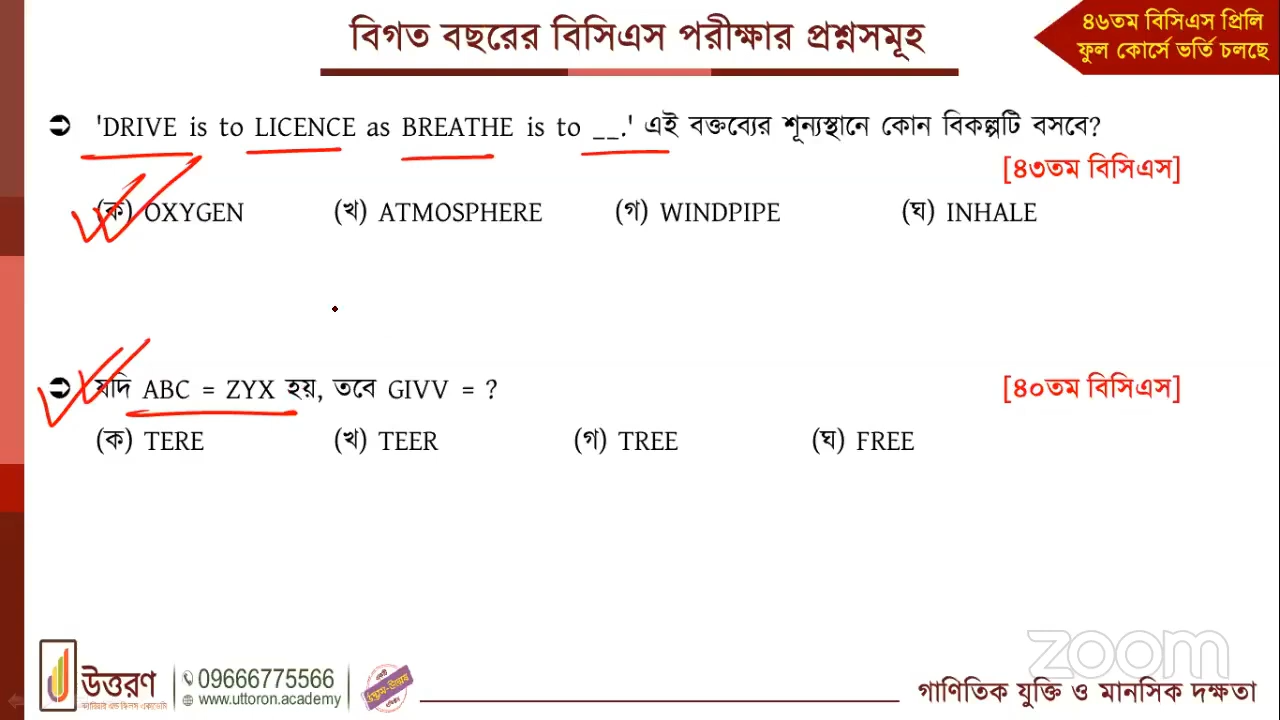 বিগত বছরের বিসিএস পরীক্ষার প্রশ্নসমূহ
৪৬তম বিসিএস প্রিলি
ফুল কোর্সে ভর্তি চলছে
'DRIVE is to LICENCE as BREATHE is to __.' এই বক্তব্যের শূন্যস্থানে কোন বিকল্পটি বসবে?
[৪৩তম বিসিএস]
(ক) OXYGEN (খ) ATMOSPHERE (গ) WINDPIPE (ঘ) INHALE
যদি ABC = ZYX হয়, তবে GIVV = ? [৪০তম বিসিএস]
(ক) TERE (খ) TEER (গ) TREE (ঘ) FREE
zoom
উত্তরণ
09666775566
www.uttoron.academy
গাণিতিক যুক্তি ও মানসিক দক্ষতা